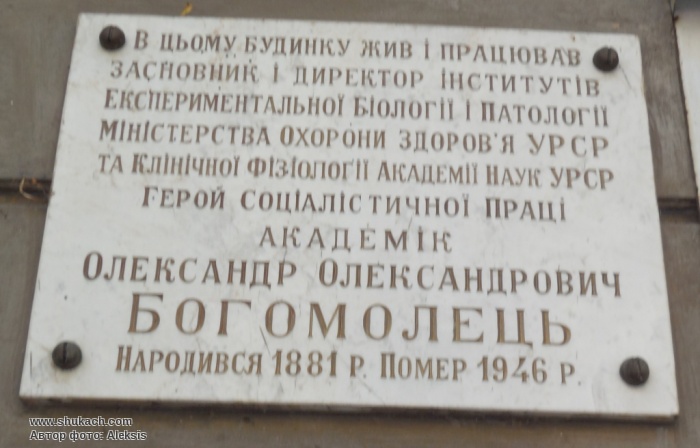 В ЦЬОМУ БУДИНКУ ЖИВ І ПРАЦЮВАВ
ЗАСНОВНИК І ДИРЕКТОР ІНСТИТУТІВ
ЕКСПЕРИМЕНТАЛЬНОЇ БІОЛОГІЇ І ПАТОЛОГІЇ
МІНІСТЕРСТВА ОХОРОНИ ЗДОРОВ'Я УРСР
ТА КЛІНІЧНОЇ ФІЗІОЛОГІЇ АКАДЕМІЇ НАУК УРСР
ГЕРОЙ СОЦІАЛІСТИЧНОЇ ПРАЦІ
АКАДЕМІК
ОЛЕКСАНДР ОЛЕКСАНДРОВИЧ
БОГОМОЛЕЦЬ
НАРОДИВСЯ 1881 Р. ПОМЕР 1946 Р.
www.shukach.com
Автор фото: Aleksis